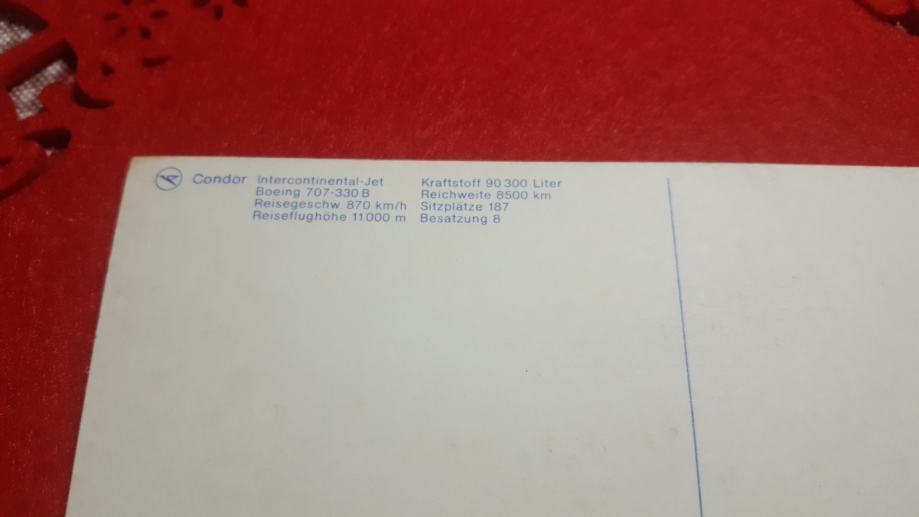 Condor Intercontinental-Jet
Boeing 707-330 B
Reisegeschw. 870 km/h
Reiseflughöhe 11 000 m
Kraftstoff 90 300 Liter
Reichweite 8500 km
Sitzplätze 187
Besatzung 8